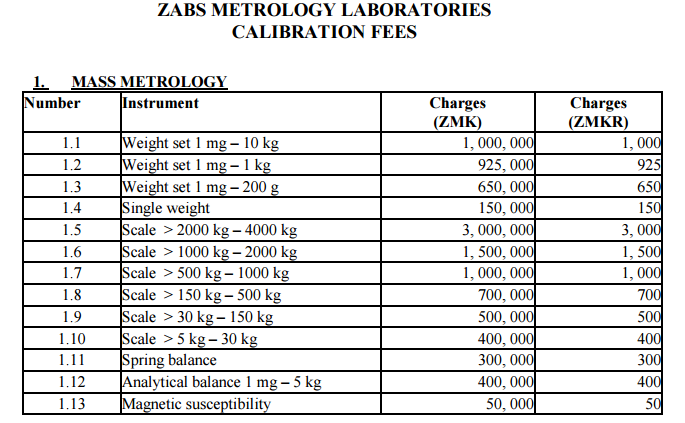 ZABS METROLOGY LABORATORIES
CALIBRATION FEES
1. MASS METROLOGY
Number Instrument Charges (ZMK) Charges (ZMKR)
1.1 Weight set 1 mg – 10 kg 1, 000, 000 1, 000
1.2 Weight set 1 mg – 1 kg 925, 000 925
1.3 Weight set 1 mg – 200 g 650, 000 650
1.4 Single weight 150, 000 150
1.5 Scale > 2000 kg – 4000 kg 3, 000, 000 3, 000
1.6 Scale > 1000 kg – 2000 kg 1, 500, 000 1, 500
1.7 Scale > 500 kg – 1000 kg 1, 000, 000 1, 000
1.8 Scale > 150 kg – 500 kg 700, 000 700
1.9 Scale > 30 kg – 150 kg 500, 000 500
1.10 Scale > 5 kg – 30 kg 400, 000 400
1.11 Spring balance 300, 000 300
1.12 Analytical balance 1 mg – 5 kg 400, 000 400
1.13 Magnetic susceptibility 50, 000 50